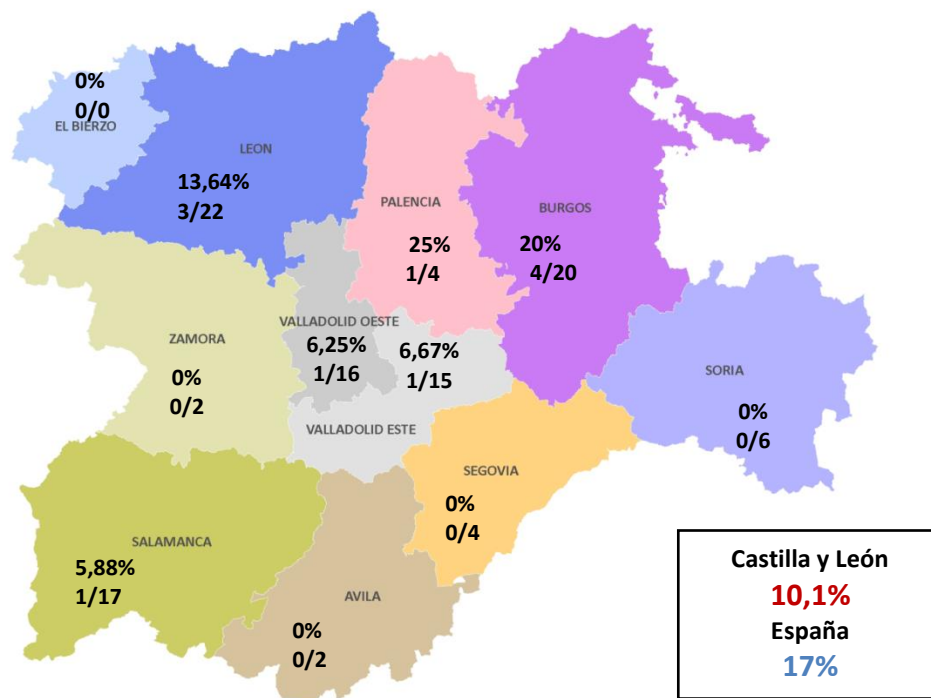 0%
0/0
EL BIERZO
LEON
13,64%
3/22
PALENCIA
25%
1/4
BURGOS
20%
4/20
ZAMORA
0%
0/2
VALLADOLID OESTE
6,25%
1/16
6,67%
1/15
VALLADOLID ESTE
SORIA
0%
0/6
SEGOVIA
0%
0/4
SALAMANCA
5,88%
1/17
AVILA
0%
0/2
Castilla y León
10,1%
España
17%